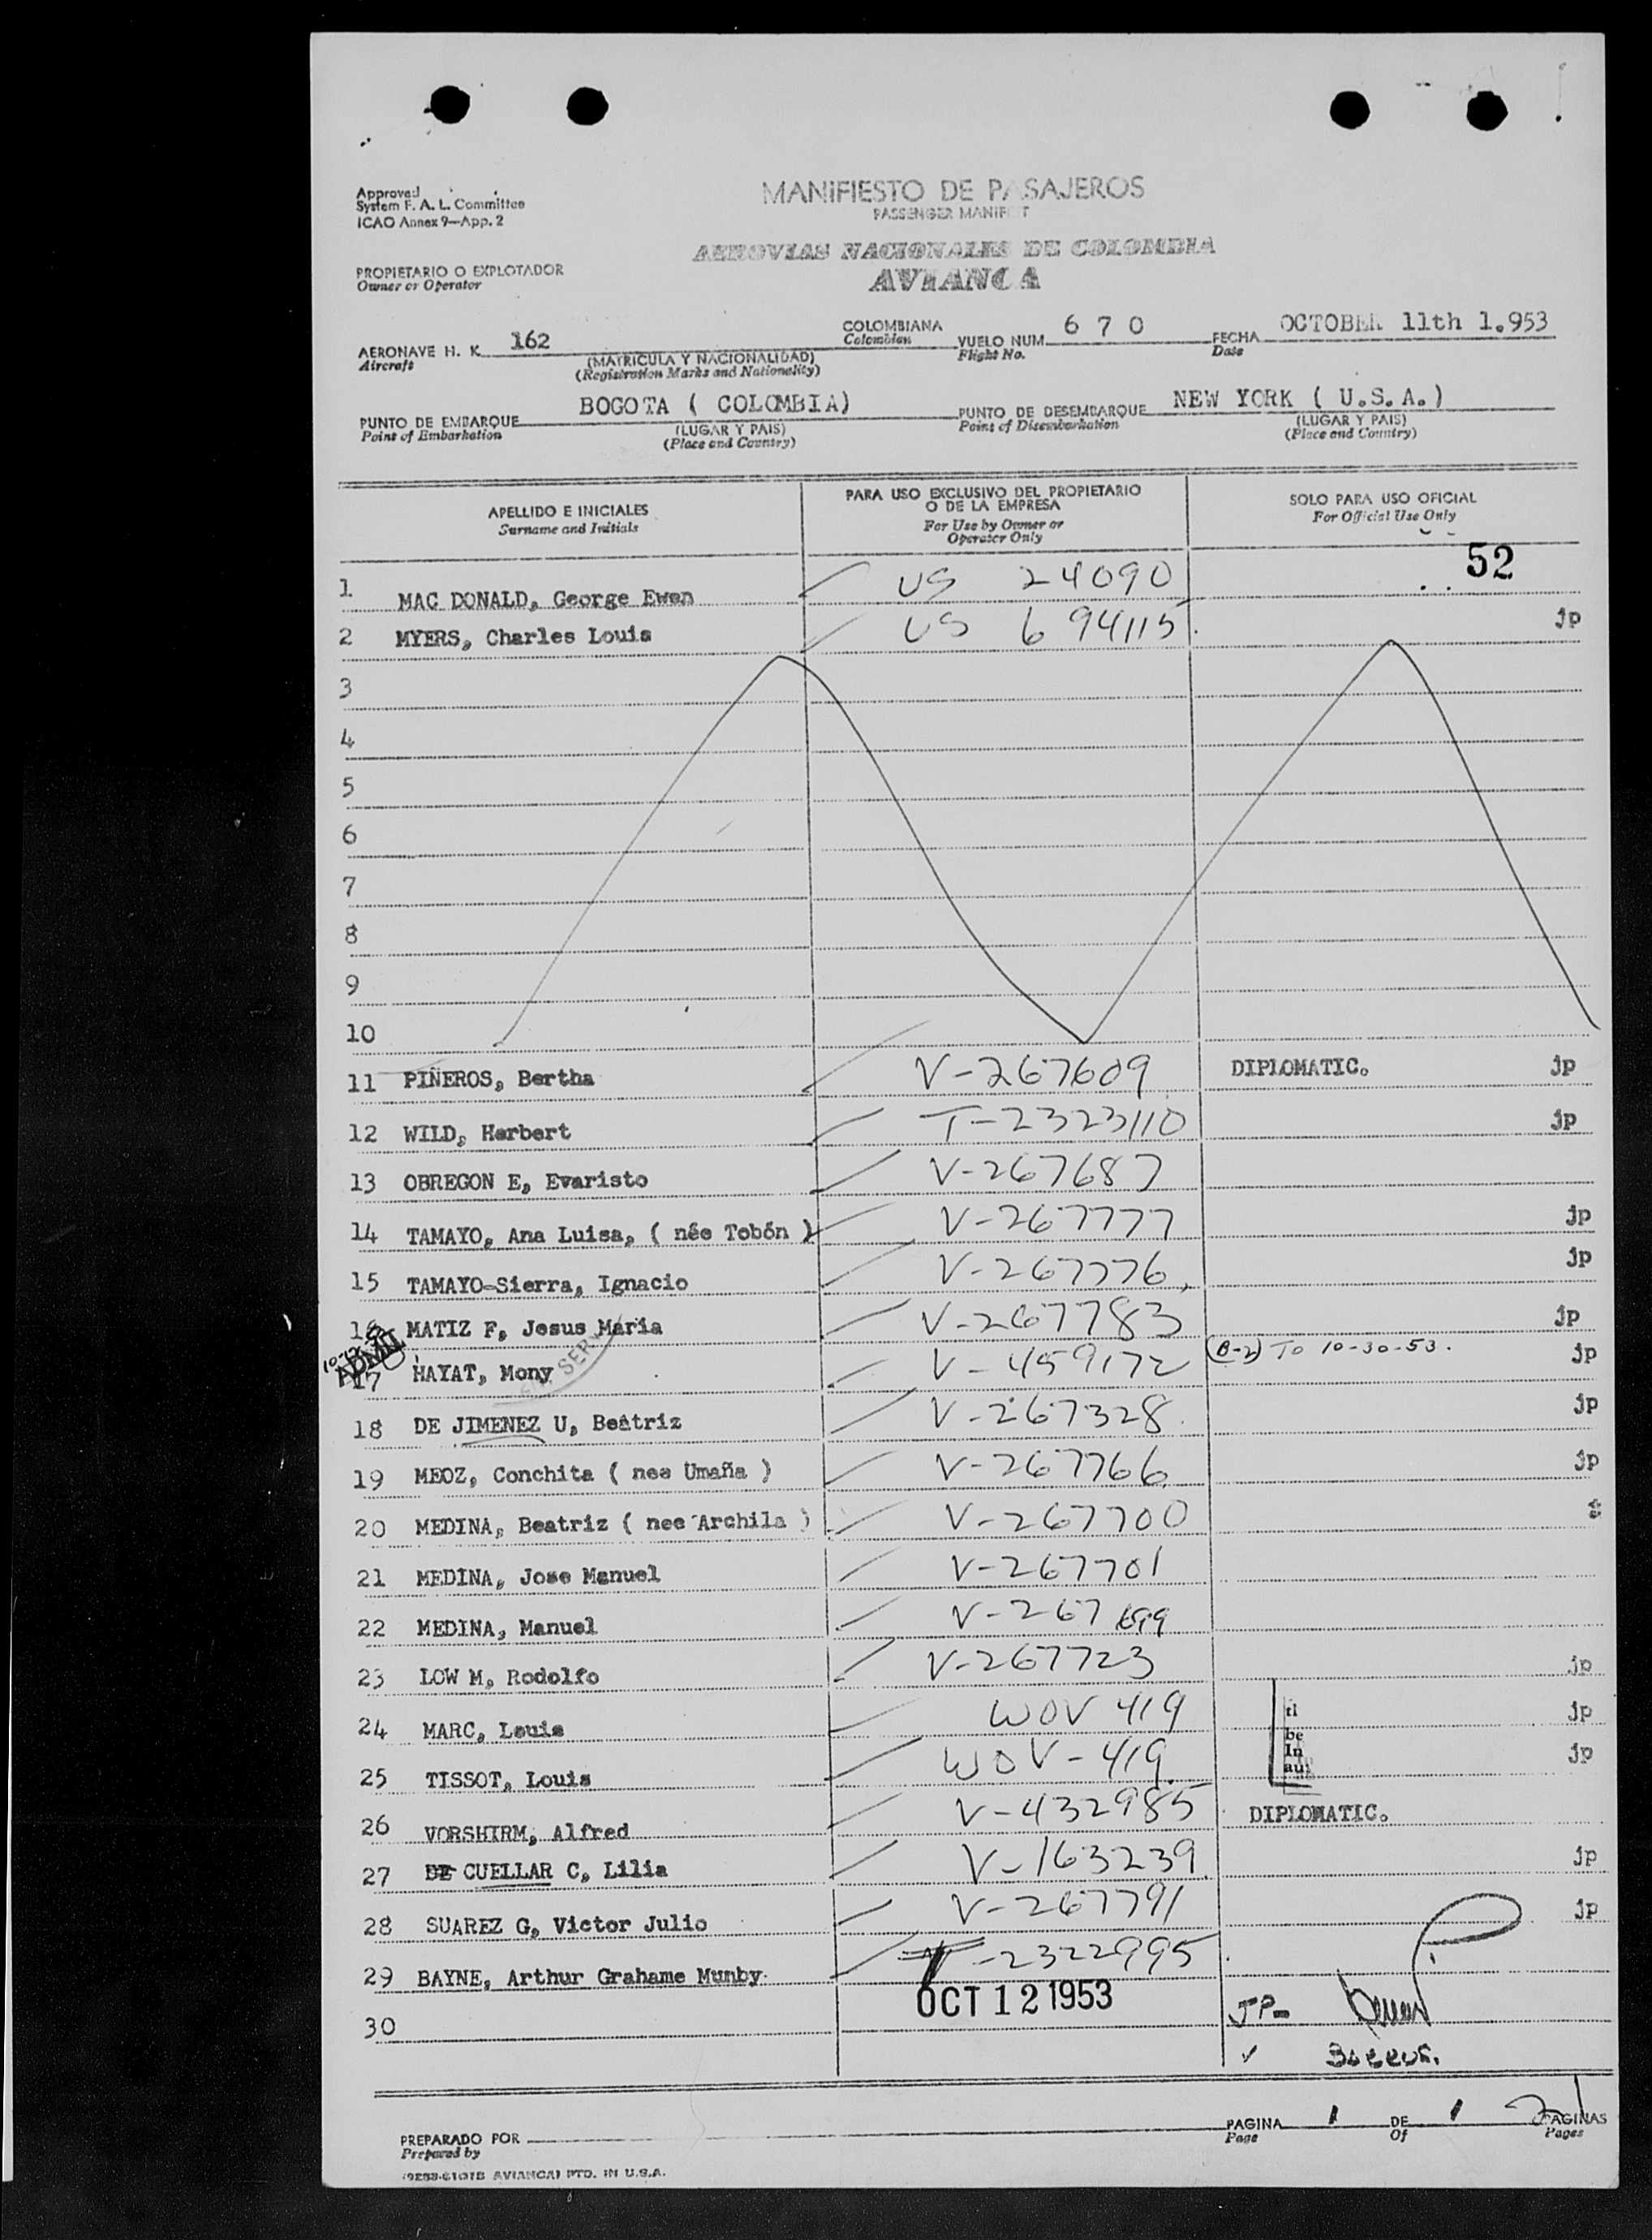 Approved
System F. A. L. Committee
ICAO Annex 9—App. 2
MANIFIESTO DE PASAJEROS
PASSENGER MANIFEST
AEROVIAS NACIONALES DE COLOMBIA
AVIANCA
PROPIETARIO O EXPLOTADOR
Owner or Operator
AERONAVE H. K. 162 COLOMBIANA VUELO NUM. 6 7 0 FECHA OCTOBER 11th 1.953
Aircraft (MATRICULA Y NACIONALIDAD) Colombian Flight No. Date
(Registration Marks and Nationality)
PUNTO DE EMBARQUE BOGOTA ( COLOMBIA) PUNTO DE DESEMBARQUE NEW YORK ( U.S.A.)
Point of Embarkation (LUGAR Y PAIS) Point of Disembarkation (LUGAR Y PAIS)
(Place and Country) (Place and Country)
APELLIDO E INICIALES PARA USO EXCLUSIVO DEL PROPIETARIO SOLO PARA USO OFICIAL
Surname and Initials O DE LA EMPRESA For Official Use Only
For Use by Owner or
Operator Only
52
1 MAC DONALD, George Ewen US 24090
2 MYERS, Charles Louis US 694115 jp
3
4
5
6
7
8
9
10
11 PIÑEROS, Bertha V-267609 DIPLOMATIC. jp
12 WILD, Herbert T-2323110 jp
13 OBREGON E, Evaristo V-267687
14 TAMAYO, Ana Luisa, ( née Tobón ) V-267777 jp
15 TAMAYO-Sierra, Ignacio V-267776 jp
16 MATIZ F, Jesus Maria V-267783 jp
17 HAYAT, Mony V-459172 (B-2) To 10-30-53. jp
18 DE JIMENEZ U, Beatriz V-267328 jp
19 MEOZ, Conchita ( nee Umaña ) V-267766 jp
20 MEDINA, Beatriz ( nee Archila ) V-267700
21 MEDINA, Jose Manuel V-267701
22 MEDINA, Manuel V-267699
23 LOW M, Rodolfo V-267723 jp
24 MARC, Louis WOV 419 jp
25 TISSOT, Louis WOV-419 jp
26 VORSHIRM, Alfred V-432985 DIPLOMATIC.
27 DE CUELLAR C, Lilia V-163239 jp
28 SUAREZ G, Victor Julio V-267791 jp
29 BAYNE, Arthur Grahame Munby T-2322995
OCT 12 1953
30 JP-
PREPARADO POR PAGINA 1 DE 1 PAGINAS
Prepared by Page Of Pages
AVIANCA) PTD. IN U.S.A.